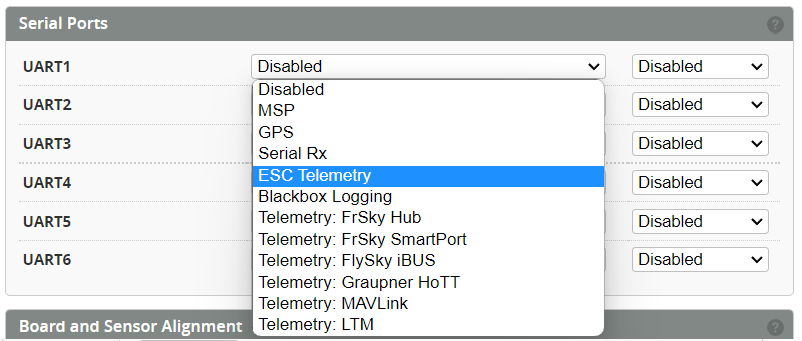 Serial Ports ?
UART1 Disabled Disabled
Disabled
UART2 MSP Disabled
GPS
UART3 Serial Rx Disabled
ESC Telemetry
UART4 Blackbox Logging Disabled
Telemetry: FrSky Hub
UART5 Telemetry: FrSky SmartPort Disabled
Telemetry: FlySky iBUS
UART6 Telemetry: Graupner HoTT Disabled
Telemetry: MAVLink
Board and Sensor Alignment Telemetry: LTM ?